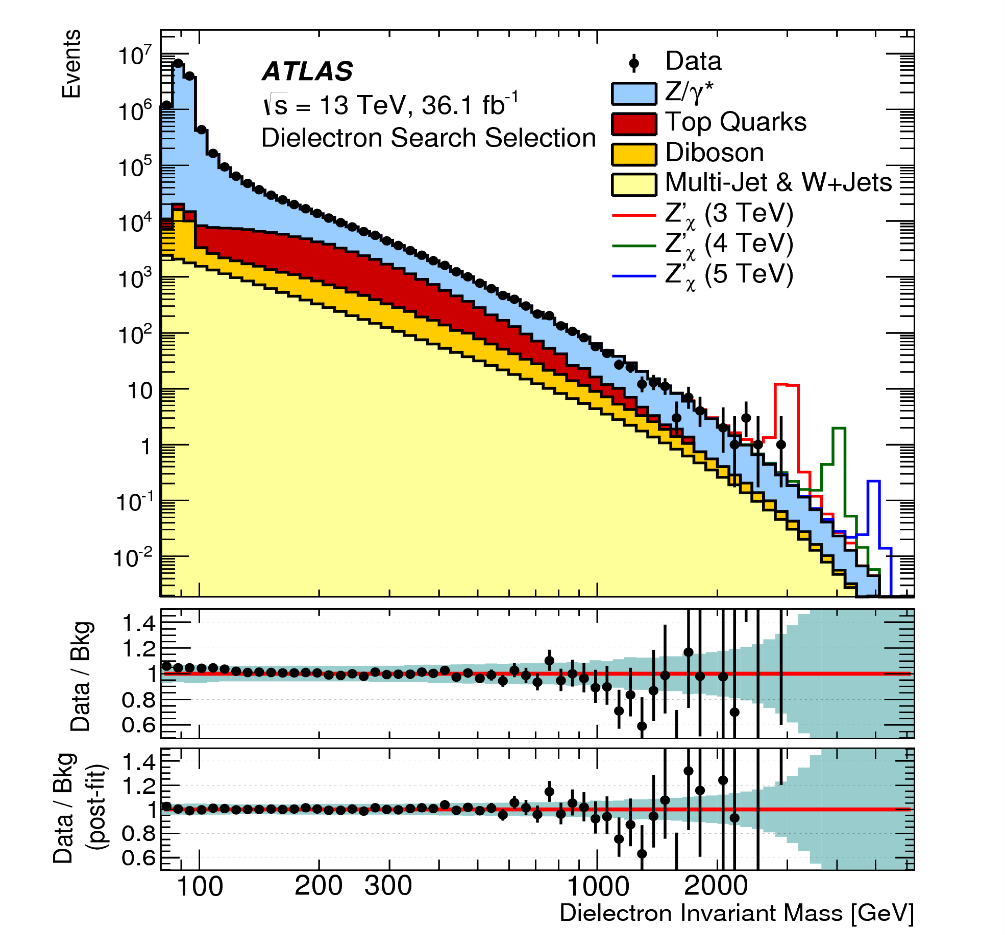 Events
10^7
10^6
10^5
10^4
10^3
10^2
10
1
10^-1
10^-2
ATLAS
√s = 13 TeV, 36.1 fb^-1
Dielectron Search Selection
Data
Z/γ*
Top Quarks
Diboson
Multi-Jet & W+Jets
Z'_χ (3 TeV)
Z'_χ (4 TeV)
Z'_χ (5 TeV)
Data / Bkg
1.4
1.2
1
0.8
0.6
Data / Bkg
(post-fit)
1.4
1.2
1
0.8
0.6
100 200 300 1000 2000
Dielectron Invariant Mass [GeV]